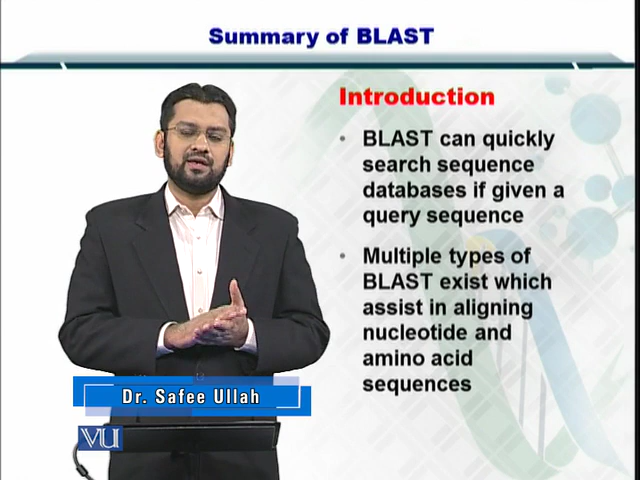 Summary of BLAST
Introduction
• BLAST can quickly
search sequence
databases if given a
query sequence
• Multiple types of
BLAST exist which
assist in aligning
nucleotide and
amino acid
sequences
Dr. Safee Ullah
VU